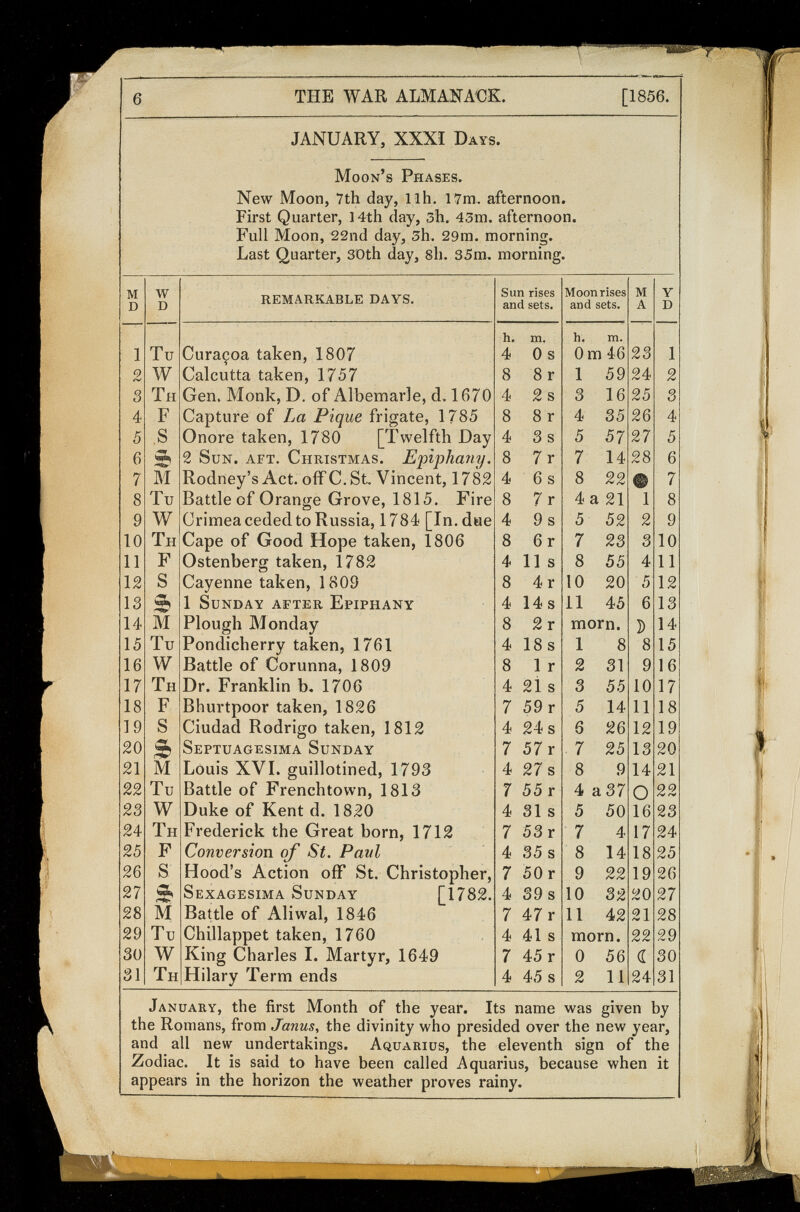 6 THE WAR ALMANACK. [1856.
JANUARY, XXXI Days.
Moon's Phases.
New Moon, 7th day, 11h. 17m. afternoon.
First Quarter, 14th day, 3h. 43m. afternoon.
Full Moon, 22nd day, 3h. 29m. morning.
Last Quarter, 30th day, 8h. 35m. morning.
M D W D REMARKABLE DAYS. Sun rises and sets. Moon rises and sets. M A Y D
h. m. h. m.
1 Tu Curaçoa taken, 1807 4 0 s 0 m 46 23 1
2 W Calcutta taken, 1757 8 8 r 1 59 24 2
3 Th Gen. Monk, D. of Albemarle, d. 1670 4 2 s 3 16 25 3
4 F Capture of La Pique frigate, 1785 8 8 r 4 35 26 4
5 S Onore taken, 1780 [Twelfth Day 4 3 s 5 57 27 5
6 S 2 Sun. aft. Christmas. Epiphany. 8 7 r 7 14 28 6
7 M Rodney's Act. off C. St. Vincent, 1782 4 6 s 8 22 ● 7
8 Tu Battle of Orange Grove, 1815. Fire 8 7 r 4 a 21 1 8
9 W Crimea ceded to Russia, 1784 [In. due 4 9 s 5 52 2 9
10 Th Cape of Good Hope taken, 1806 8 6 r 7 23 3 10
11 F Ostenberg taken, 1782 4 11 s 8 55 4 11
12 S Cayenne taken, 1809 8 4 r 10 20 5 12
13 S 1 Sunday after Epiphany 4 14 s 11 45 6 13
14 M Plough Monday 8 2 r morn. ☽ 14
15 Tu Pondicherry taken, 1761 4 18 s 1 8 8 15
16 W Battle of Corunna, 1809 8 1 r 2 31 9 16
17 Th Dr. Franklin b. 1706 4 21 s 3 55 10 17
18 F Bhurtpoor taken, 1826 7 59 r 5 14 11 18
19 S Ciudad Rodrigo taken, 1812 4 24 s 6 26 12 19
20 S Septuagesima Sunday 7 57 r 7 25 13 20
21 M Louis XVI. guillotined, 1793 4 27 s 8 9 14 21
22 Tu Battle of Frenchtown, 1813 7 55 r 4 a 37 O 22
23 W Duke of Kent d. 1820 4 31 s 5 50 16 23
24 Th Frederick the Great born, 1712 7 53 r 7 4 17 24
25 F Conversion of St. Paul 4 35 s 8 14 18 25
26 S Hood's Action off St. Christopher, 7 50 r 9 22 19 26
27 S Sexagesima Sunday [1782. 4 39 s 10 32 20 27
28 M Battle of Aliwal, 1846 7 47 r 11 42 21 28
29 Tu Chillappet taken, 1760 4 41 s morn. 22 29
30 W King Charles I. Martyr, 1649 7 45 r 0 56 ☾ 30
31 Th Hilary Term ends 4 45 s 2 11 24 31
January, the first Month of the year. Its name was given by
the Romans, from Janus, the divinity who presided over the new year,
and all new undertakings. Aquarius, the eleventh sign of the
Zodiac. It is said to have been called Aquarius, because when it
appears in the horizon the weather proves rainy.